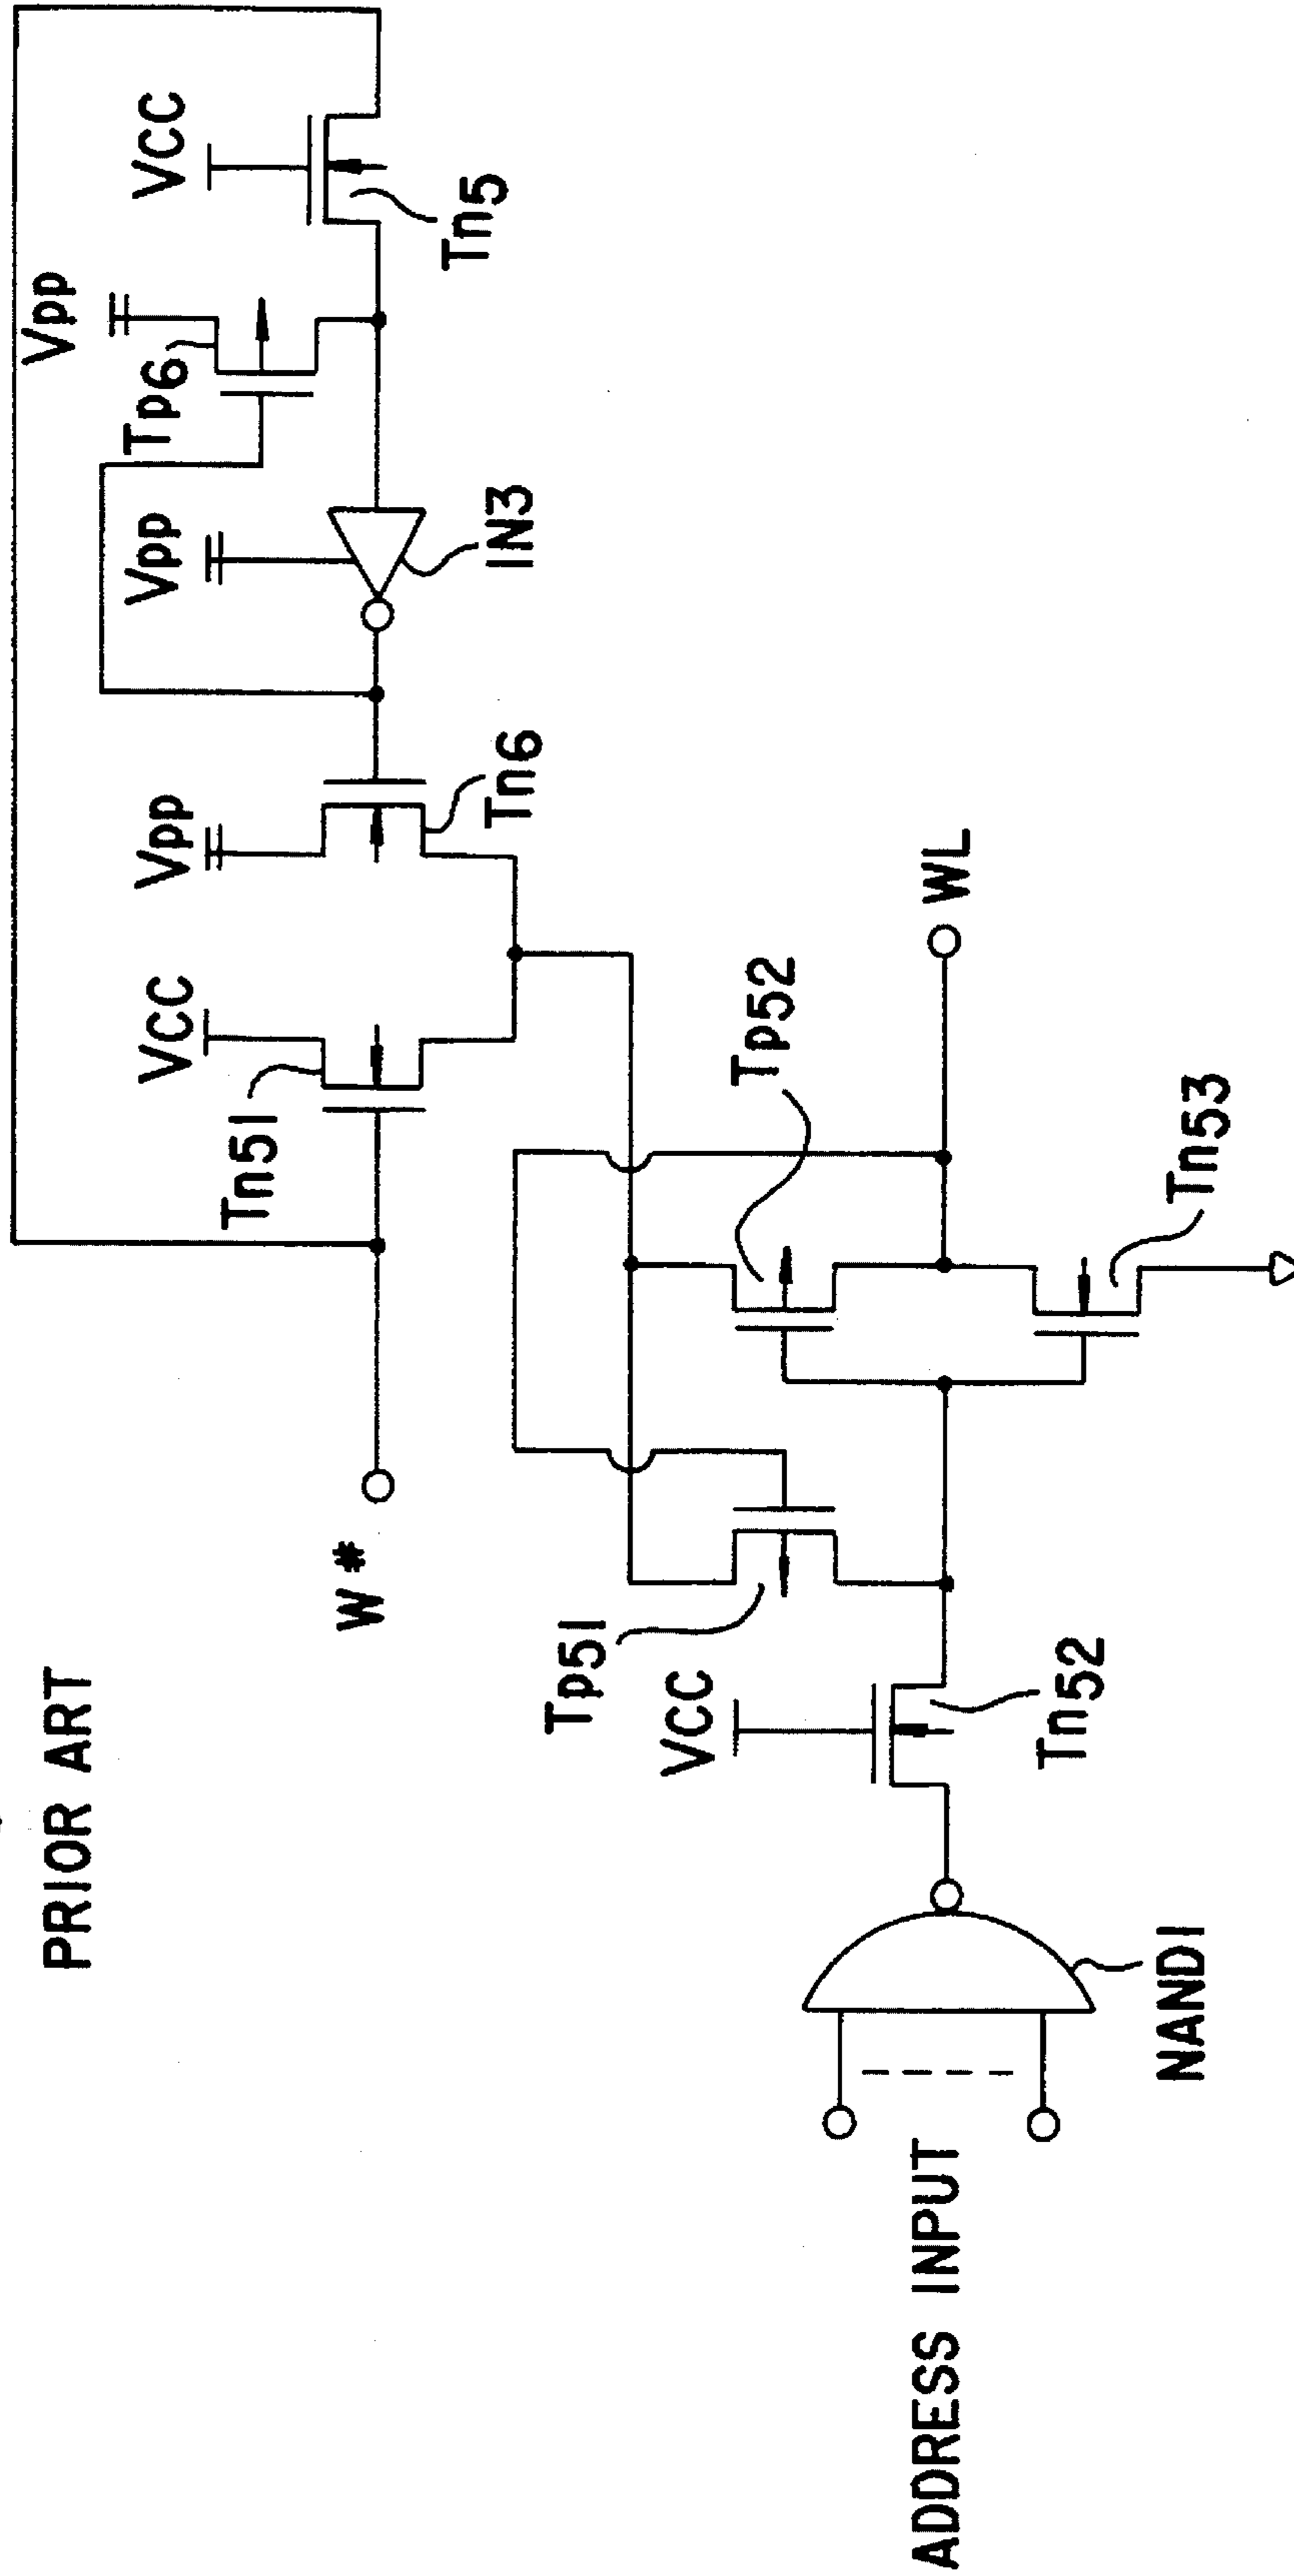 PRIOR ART
W*
Tn51
VCC
Vpp
Tn6
Vpp
IN3
Tp6
Vpp
VCC
Tn5
ADDRESS INPUT
NAND1
VCC
Tn52
Tp51
Tp52
WL
Tn53